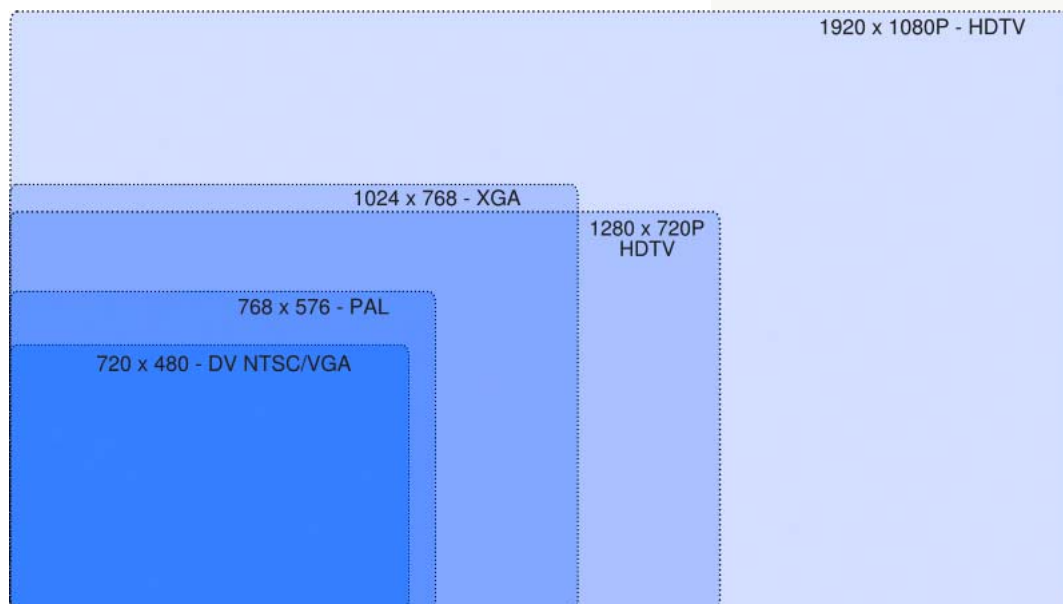 1920 x 1080P - HDTV
1024 x 768 - XGA
1280 x 720P
HDTV
768 x 576 - PAL
720 x 480 - DV NTSC/VGA